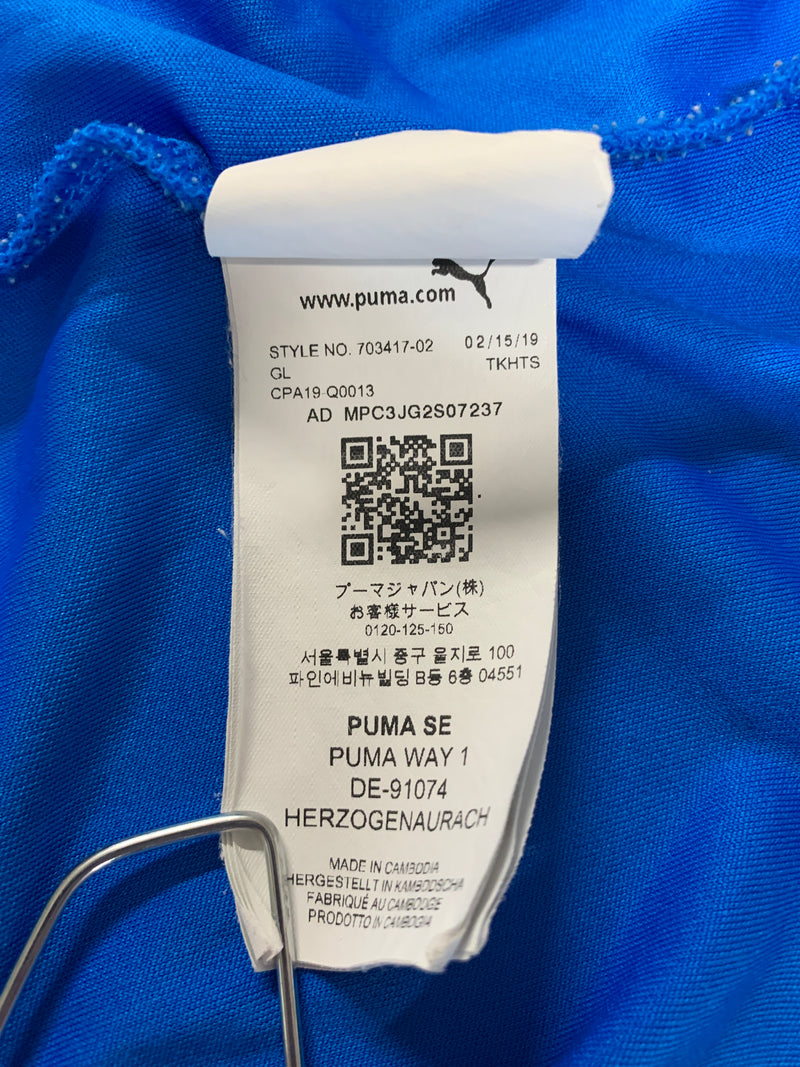 www.puma.com
STYLE NO. 703417-02 02/15/19
GL TKHTS
CPA19-Q0013
AD MPC3JG2S07237
プーマジャパン(株)
お客様サービス
0120-125-150
서울특별시 중구 을지로 100
파인에비뉴빌딩 B동 6층 04551
PUMA SE
PUMA WAY 1
DE-91074
HERZOGENAURACH
MADE IN CAMBODIA
HERGESTELLT IN KAMBODSCHA
FABRIQUÉ AU CAMBODGE
PRODOTTO IN CAMBOGIA